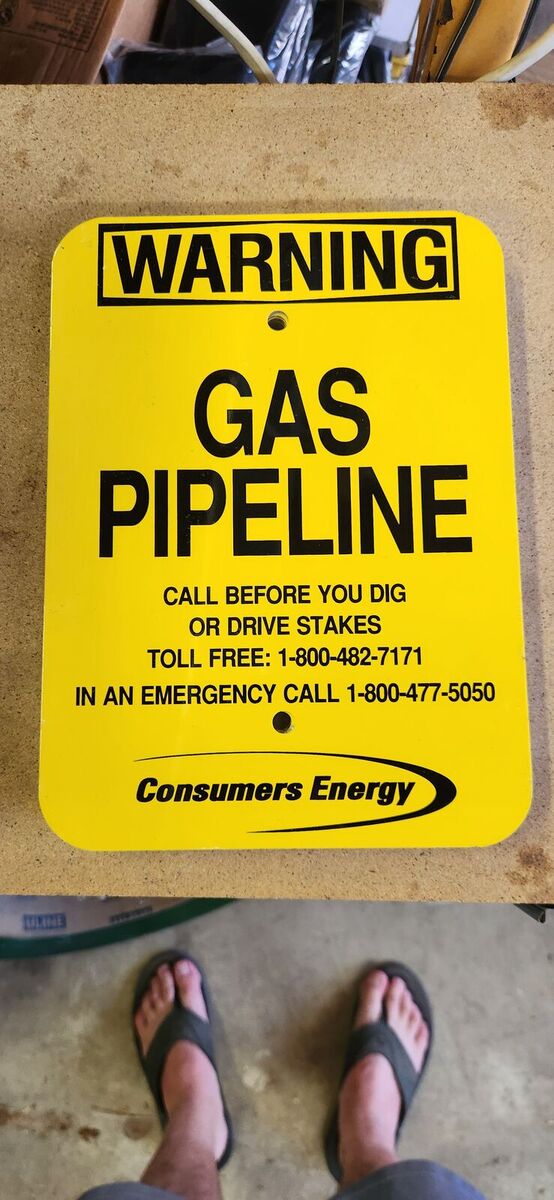 WARNING
GAS
PIPELINE
CALL BEFORE YOU DIG
OR DRIVE STAKES
TOLL FREE: 1-800-482-7171
IN AN EMERGENCY CALL 1-800-477-5050
Consumers Energy
ULINE